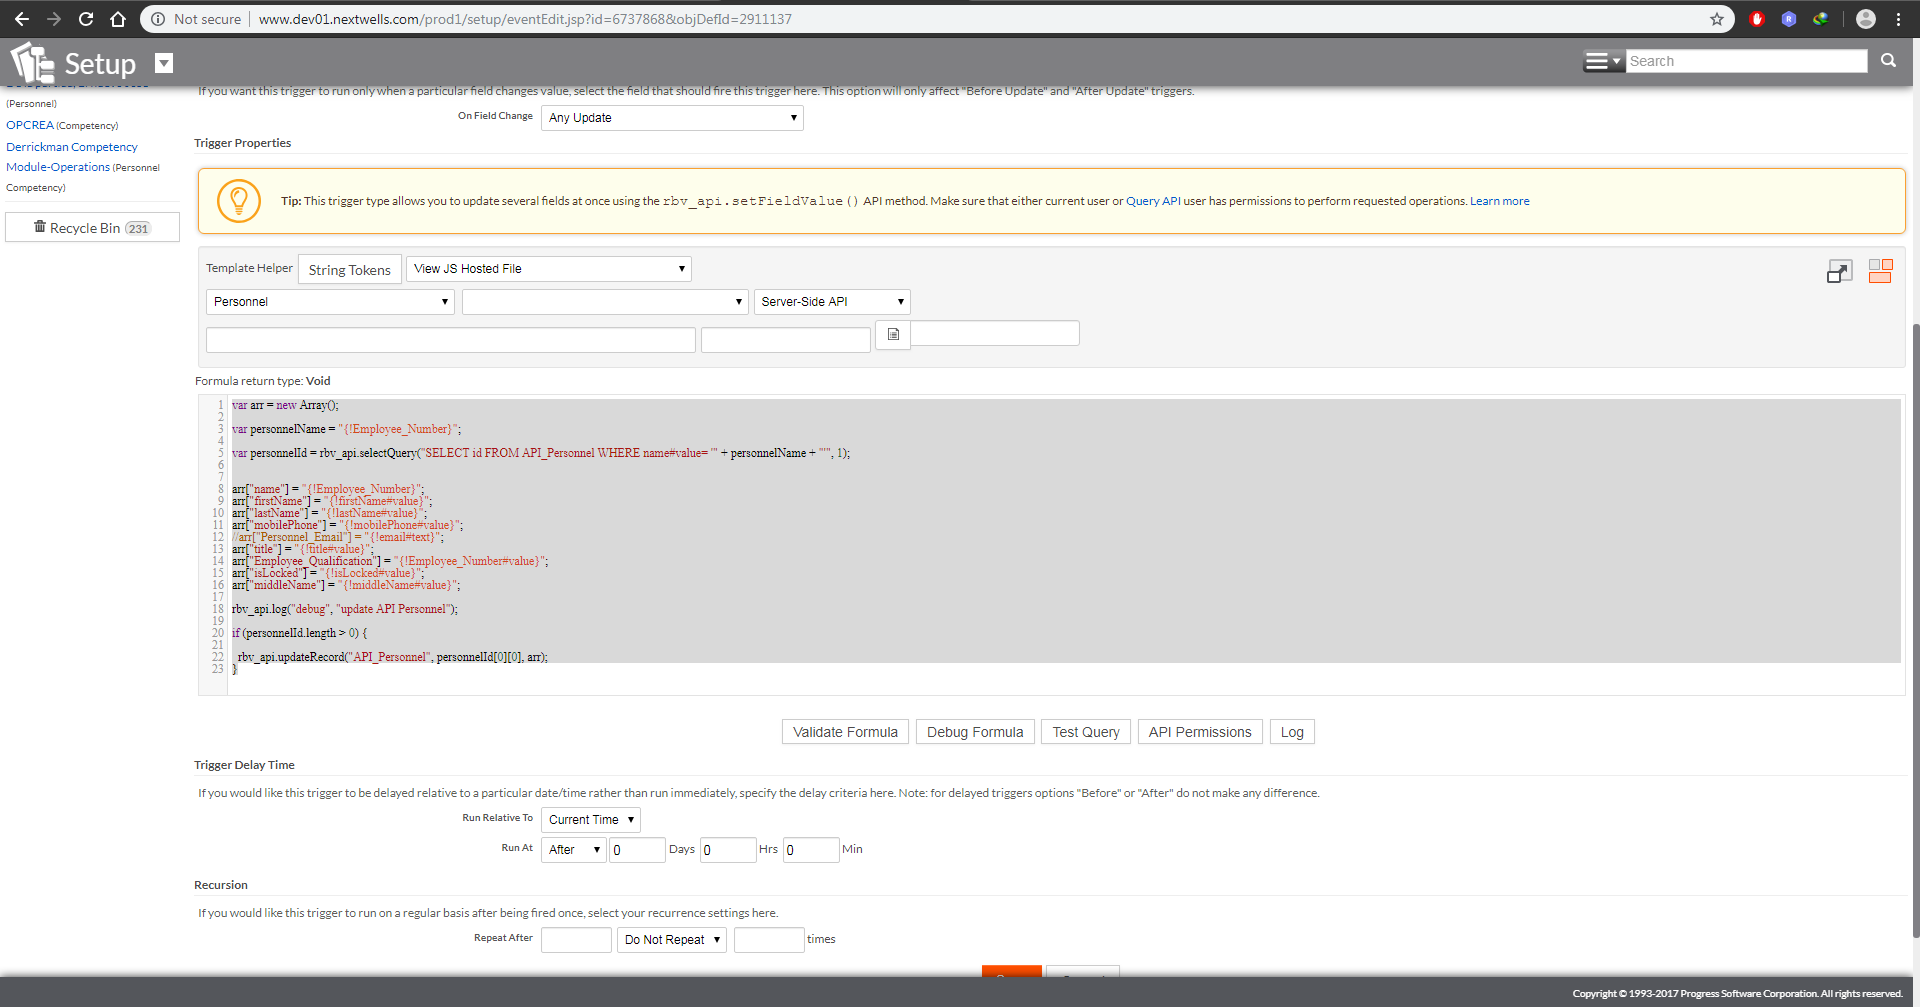 Not secure | www.dev01.nextwells.com/prod1/setup/eventEdit.jsp?id=6737868&objDefId=2911137
Setup
Search
(Personnel)
OPCREA (Competency)
Derrickman Competency
Module-Operations (Personnel
Competency)
Recycle Bin (231)
If you want this trigger to run only when a particular field changes value, select the field that should fire this trigger here. This option will only affect "Before Update" and "After Update" triggers.
On Field Change Any Update
Trigger Properties
Tip: This trigger type allows you to update several fields at once using the rbv_api.setFieldValue() API method. Make sure that either current user or Query API user has permissions to perform requested operations. Learn more
Template Helper String Tokens View JS Hosted File
Personnel Server-Side API
Formula return type: Void
1 var arr = new Array();
2
3 var personnelName = "{!Employee_Number}";
4
5 var personnelId = rbv_api.selectQuery("SELECT id FROM API_Personnel WHERE name#value= '" + personnelName + "'", 1);
6
7
8 arr["name"] = "{!Employee_Number}";
9 arr["firstName"] = "{!firstName#value}";
10 arr["lastName"] = "{!lastName#value}";
11 arr["mobilePhone"] = "{!mobilePhone#value}";
12 //arr["Personnel_Email"] = "{!email#text}";
13 arr["title"] = "{!title#value}";
14 arr["Employee_Qualification"] = "{!Employee_Number#value}";
15 arr["isLocked"] = "{!isLocked#value}";
16 arr["middleName"] = "{!middleName#value}";
17
18 rbv_api.log("debug", "update API Personnel");
19
20 if (personnelId.length > 0) {
21
22 rbv_api.updateRecord("API_Personnel", personnelId[0][0], arr);
23 }
Validate Formula Debug Formula Test Query API Permissions Log
Trigger Delay Time
If you would like this trigger to be delayed relative to a particular date/time rather than run immediately, specify the delay criteria here. Note: for delayed triggers options "Before" or "After" do not make any difference.
Run Relative To Current Time
Run At After 0 Days 0 Hrs 0 Min
Recursion
If you would like this trigger to run on a regular basis after being fired once, select your recurrence settings here.
Repeat After Do Not Repeat times
Copyright © 1993-2017 Progress Software Corporation. All rights reserved.